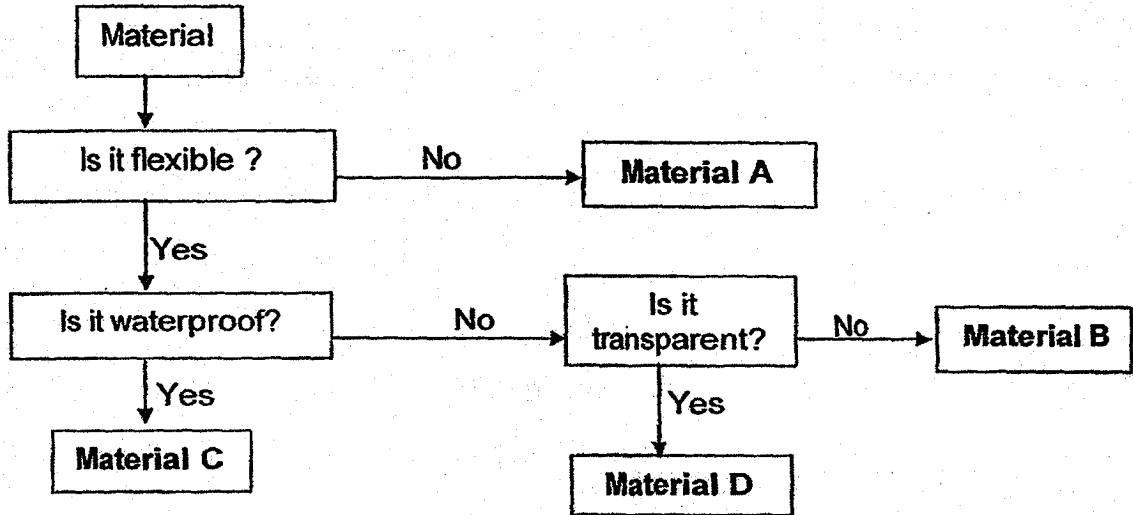 Material
Is it flexible ?
No
Material A
Yes
Is it waterproof?
No
Is it
transparent?
No
Material B
Yes
Material C
Yes
Material D